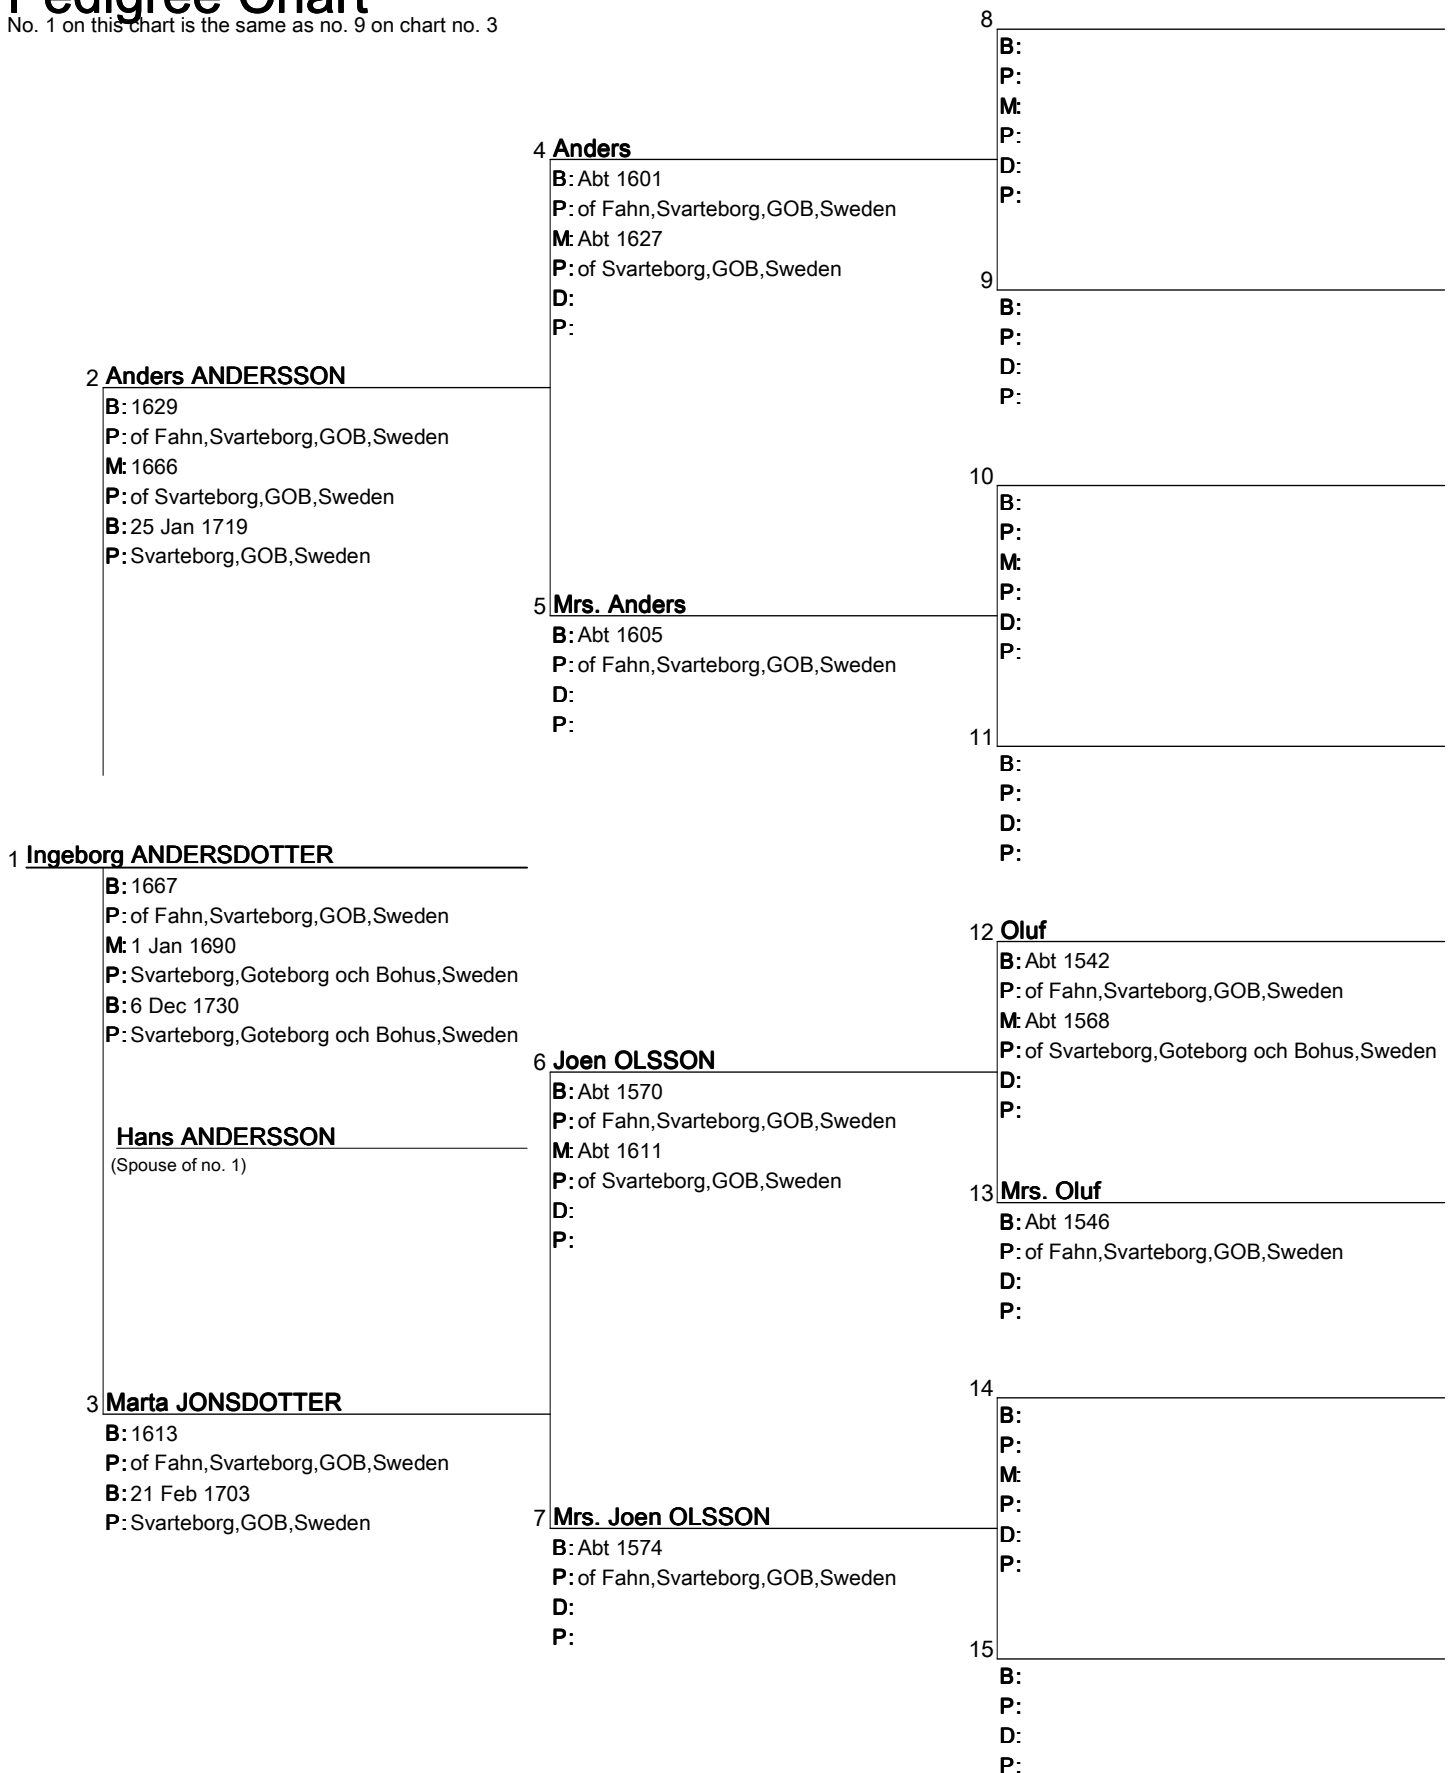 Pedigree Chart
No. 1 on this chart is the same as no. 9 on chart no. 3
8
B:
P:
M:
P:
D:
P:
4 Anders
B: Abt 1601
P: of Fahn,Svarteborg,GOB,Sweden
M: Abt 1627
P: of Svarteborg,GOB,Sweden
D:
P:
9
B:
P:
D:
P:
2 Anders ANDERSSON
B: 1629
P: of Fahn,Svarteborg,GOB,Sweden
M: 1666
P: of Svarteborg,GOB,Sweden
B: 25 Jan 1719
P: Svarteborg,GOB,Sweden
10
B:
P:
M:
P:
D:
P:
5 Mrs. Anders
B: Abt 1605
P: of Fahn,Svarteborg,GOB,Sweden
D:
P:
11
B:
P:
D:
P:
1 Ingeborg ANDERSDOTTER
B: 1667
P: of Fahn,Svarteborg,GOB,Sweden
M: 1 Jan 1690
P: Svarteborg,Goteborg och Bohus,Sweden
B: 6 Dec 1730
P: Svarteborg,Goteborg och Bohus,Sweden
Hans ANDERSSON
(Spouse of no. 1)
12 Oluf
B: Abt 1542
P: of Fahn,Svarteborg,GOB,Sweden
M: Abt 1568
P: of Svarteborg,Goteborg och Bohus,Sweden
D:
P:
6 Joen OLSSON
B: Abt 1570
P: of Fahn,Svarteborg,GOB,Sweden
M: Abt 1611
P: of Svarteborg,GOB,Sweden
D:
P:
13 Mrs. Oluf
B: Abt 1546
P: of Fahn,Svarteborg,GOB,Sweden
D:
P:
3 Marta JONSDOTTER
B: 1613
P: of Fahn,Svarteborg,GOB,Sweden
B: 21 Feb 1703
P: Svarteborg,GOB,Sweden
14
B:
P:
M:
P:
D:
P:
7 Mrs. Joen OLSSON
B: Abt 1574
P: of Fahn,Svarteborg,GOB,Sweden
D:
P:
15
B:
P:
D:
P: